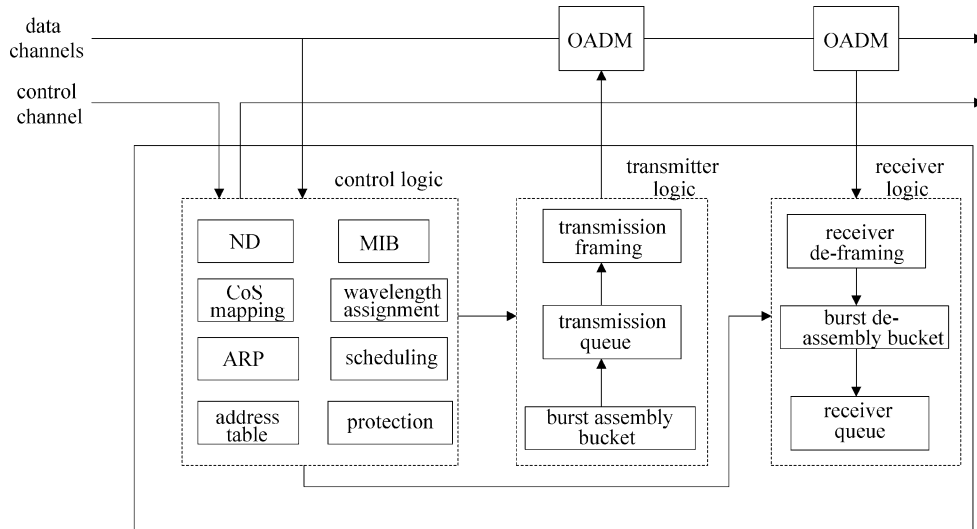 data
channels
OADM
OADM
control
channel
control logic
transmitter
logic
receiver
logic
ND
MIB
CoS
mapping
wavelength
assignment
ARP
scheduling
address
table
protection
transmission
framing
transmission
queue
burst assembly
bucket
receiver
de-framing
burst de-
assembly bucket
receiver
queue